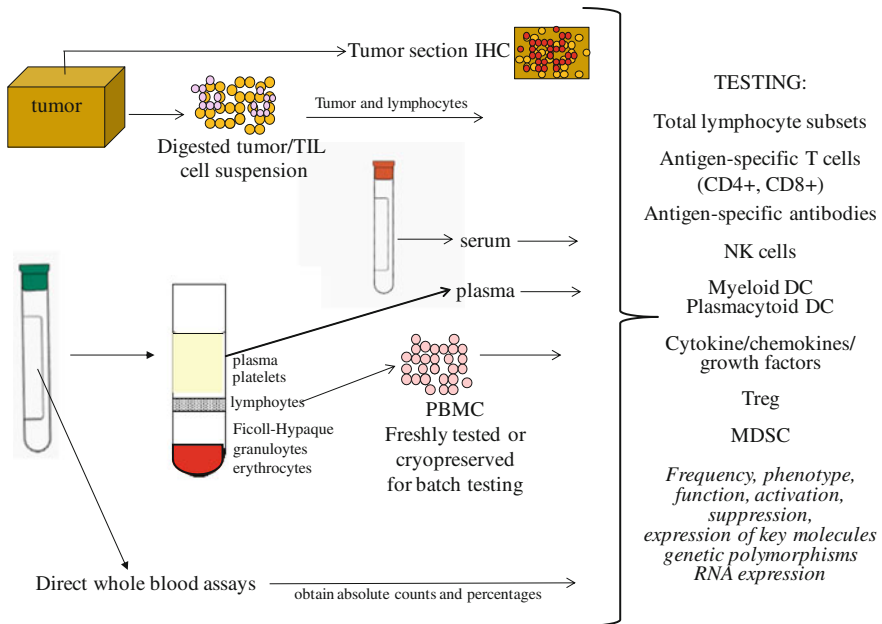 Tumor section IHC
tumor
Tumor and lymphocytes
Digested tumor/TIL
cell suspension
serum
plasma
plasma
platelets
lymphoytes
Ficoll-Hypaque
granuloytes
erythrocytes
PBMC
Freshly tested or
cryopreserved
for batch testing
Direct whole blood assays
obtain absolute counts and percentages
TESTING:
Total lymphocyte subsets
Antigen-specific T cells
(CD4+, CD8+)
Antigen-specific antibodies
NK cells
Myeloid DC
Plasmacytoid DC
Cytokine/chemokines/
growth factors
Treg
MDSC
Frequency, phenotype,
function, activation,
suppression,
expression of key molecules
genetic polymorphisms
RNA expression